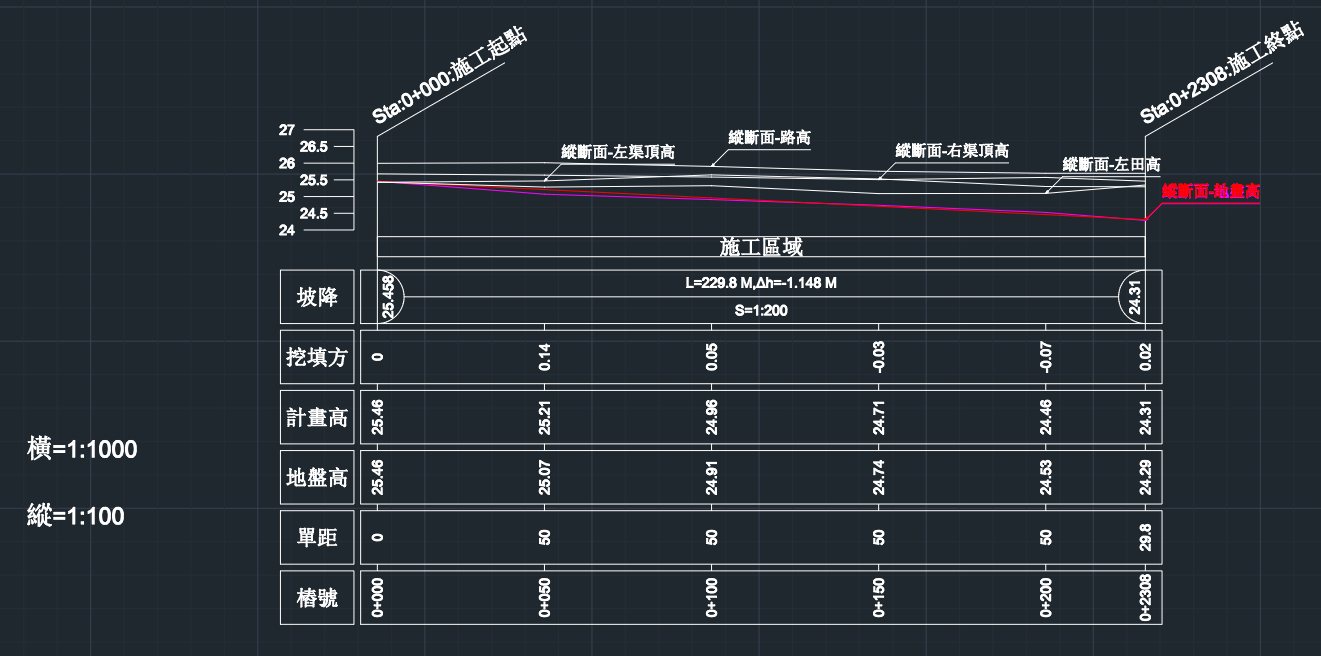 Sta:0+000:施工起點
Sta:0+2308:施工終點
27
26.5
26
25.5
25
24.5
24
縱斷面-左渠頂高
縱斷面-路高
縱斷面-右渠頂高
縱斷面-左田高
縱斷面-地盤高
施工區域
坡降
25.458
L=229.8 M,Δh=-1.148 M
S=1:200
24.31
挖填方 0 0.14 0.05 -0.03 -0.07 0.02
計畫高 25.46 25.21 24.96 24.71 24.46 24.31
地盤高 25.46 25.07 24.91 24.74 24.53 24.29
單距 0 50 50 50 50 29.8
樁號 0+000 0+050 0+100 0+150 0+200 0+2308
橫=1:1000
縱=1:100